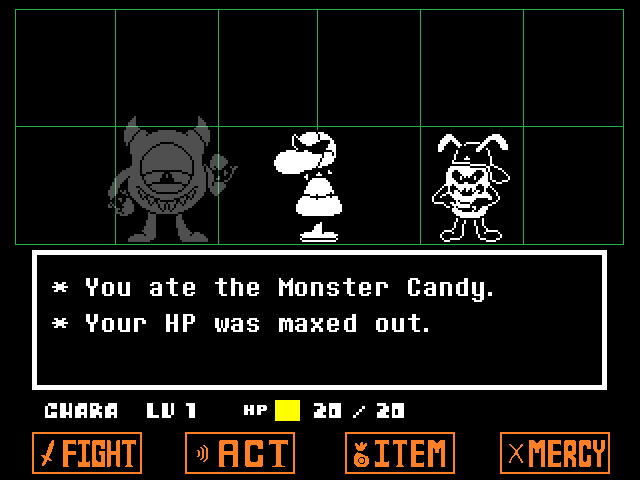 * You ate the Monster Candy.
* Your HP was maxed out.
CHARA LV 1 HP 20 / 20
FIGHT ACT ITEM MERCY